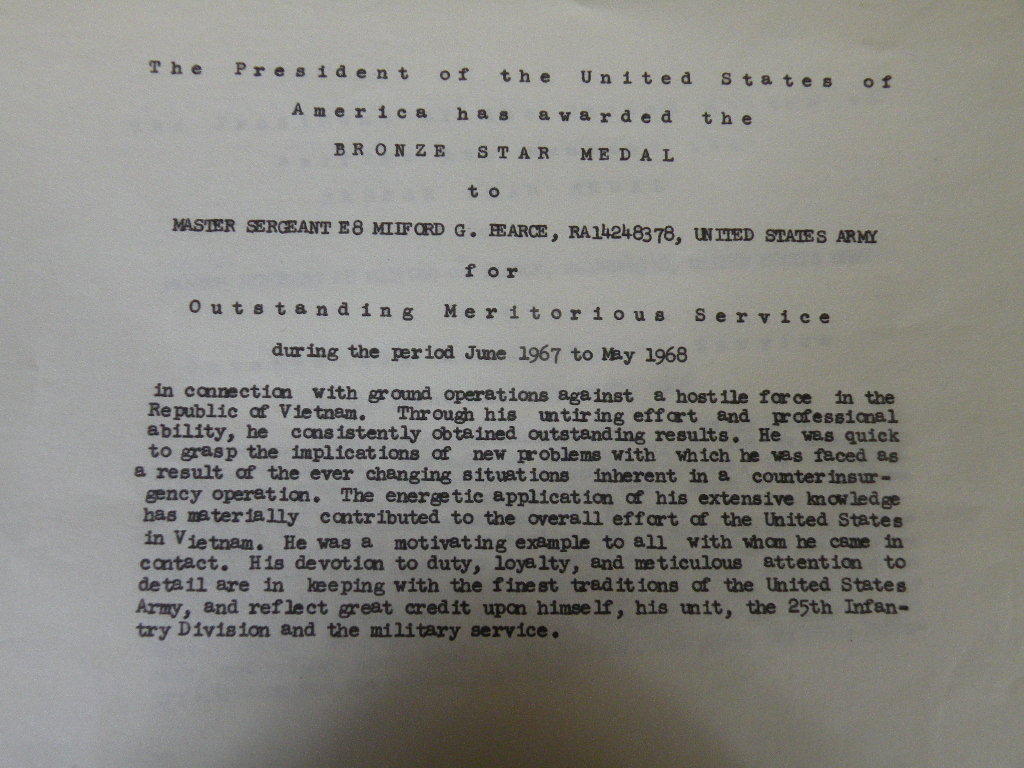 The President of the United States of
America has awarded the
BRONZE STAR MEDAL
to
MASTER SERGEANT E8 MILFORD G. PEARCE, RA14248378, UNITED STATES ARMY
for
Outstanding Meritorious Service
during the period June 1967 to May 1968
in connection with ground operations against a hostile force in the
Republic of Vietnam. Through his untiring effort and professional
ability, he consistently obtained outstanding results. He was quick
to grasp the implications of new problems with which he was faced as
a result of the ever changing situations inherent in a counterinsur-
gency operation. The energetic application of his extensive knowledge
has materially contributed to the overall effort of the United States
in Vietnam. He was a motivating example to all with whom he came in
contact. His devotion to duty, loyalty, and meticulous attention to
detail are in keeping with the finest traditions of the United States
Army, and reflect great credit upon himself, his unit, the 25th Infan-
try Division and the military service.